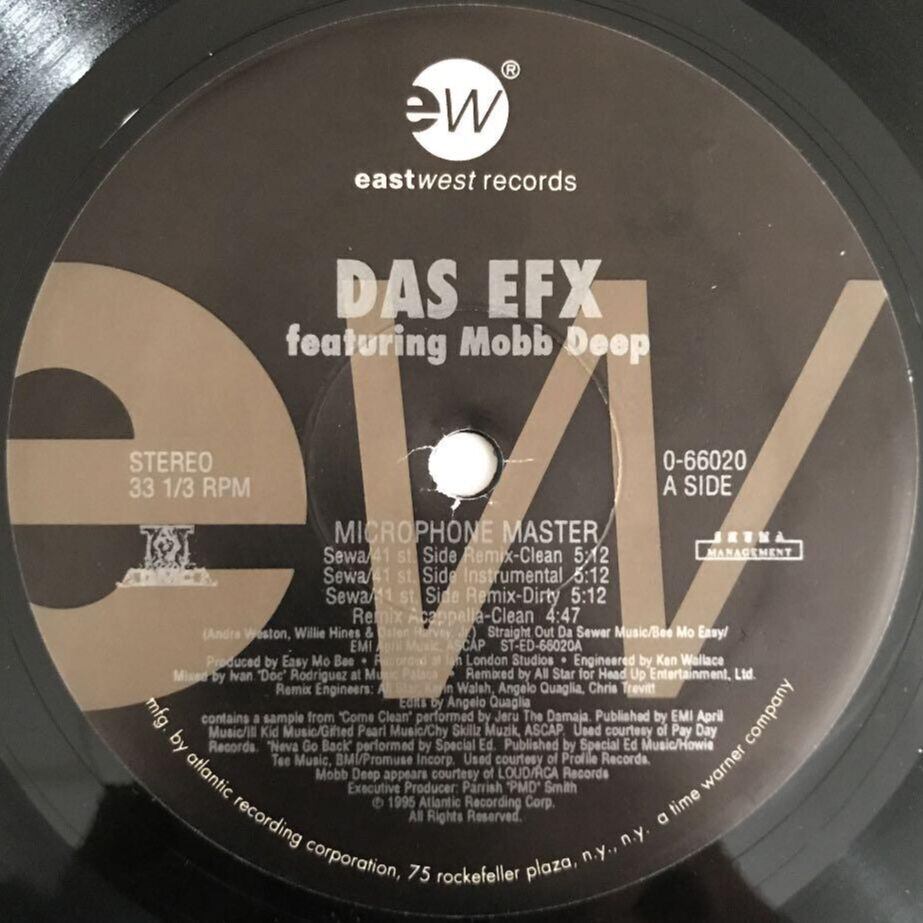 ew®
eastwest records
DAS EFX
featuring Mobb Deep
ew
STEREO
33 1/3 RPM
0-66020
A SIDE
MICROPHONE MASTER
Sewa/41 st. Side Remix-Clean 5:12
Sewa/41 st. Side Instrumental 5:12
Sewa/41 st. Side Remix-Dirty 5:12
Remix Acappella-Clean 4:47
MANAGEMENT
(Andre Weston, Willie Hines & Osten Harvey, Jr.) Straight Out Da Sewer Music/Bee Mo Easy/
EMI April Music, ASCAP ST-ED-66020A
Produced by Easy Mo Bee • Recorded at Ian London Studios • Engineered by Ken Wallace
Mixed by Ivan "Doc" Rodriguez at Music Palace • Remixed by All Star for Head Up Entertainment, Ltd.
Remix Engineers: All Star, Kevin Walsh, Angelo Quaglia, Chris Trevitt
Edits by Angelo Quaglia
contains a sample from "Come Clean" performed by Jeru The Damaja. Published by EMI April
Music/Ill Kid Music/Gifted Pearl Music/Chy Skillz Muzik, ASCAP. Used courtesy of Pay Day
Records. "Neva Go Back" performed by Special Ed. Published by Special Ed Music/Howie
Tee Music, BMI/Promuse Incorp. Used courtesy of Profile Records.
Mobb Deep appears courtesy of LOUD/RCA Records
Executive Producer: Parrish "PMD" Smith
℗ 1995 Atlantic Recording Corp.
All Rights Reserved.
mfg. by atlantic recording corporation, 75 rockefeller plaza, n.y., n.y. a time warner company